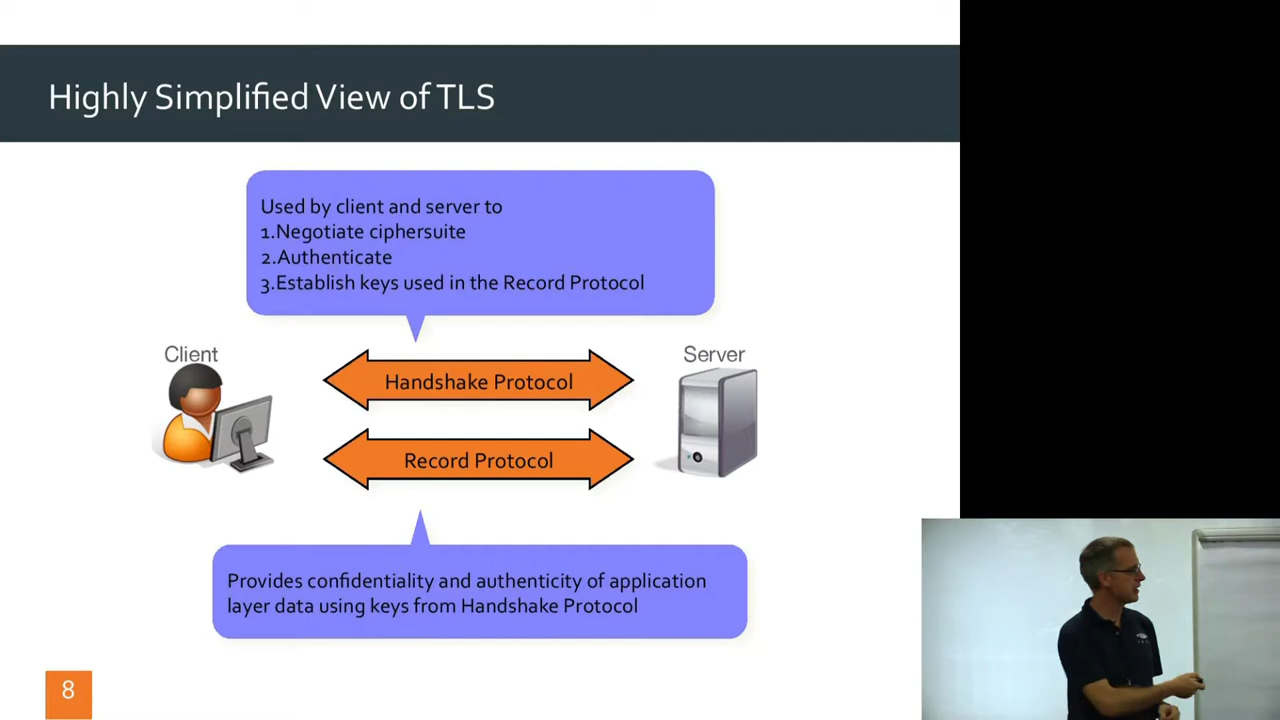 Highly Simplified View of TLS
Used by client and server to
1.Negotiate ciphersuite
2.Authenticate
3.Establish keys used in the Record Protocol
Client
Server
Handshake Protocol
Record Protocol
Provides confidentiality and authenticity of application
layer data using keys from Handshake Protocol
8